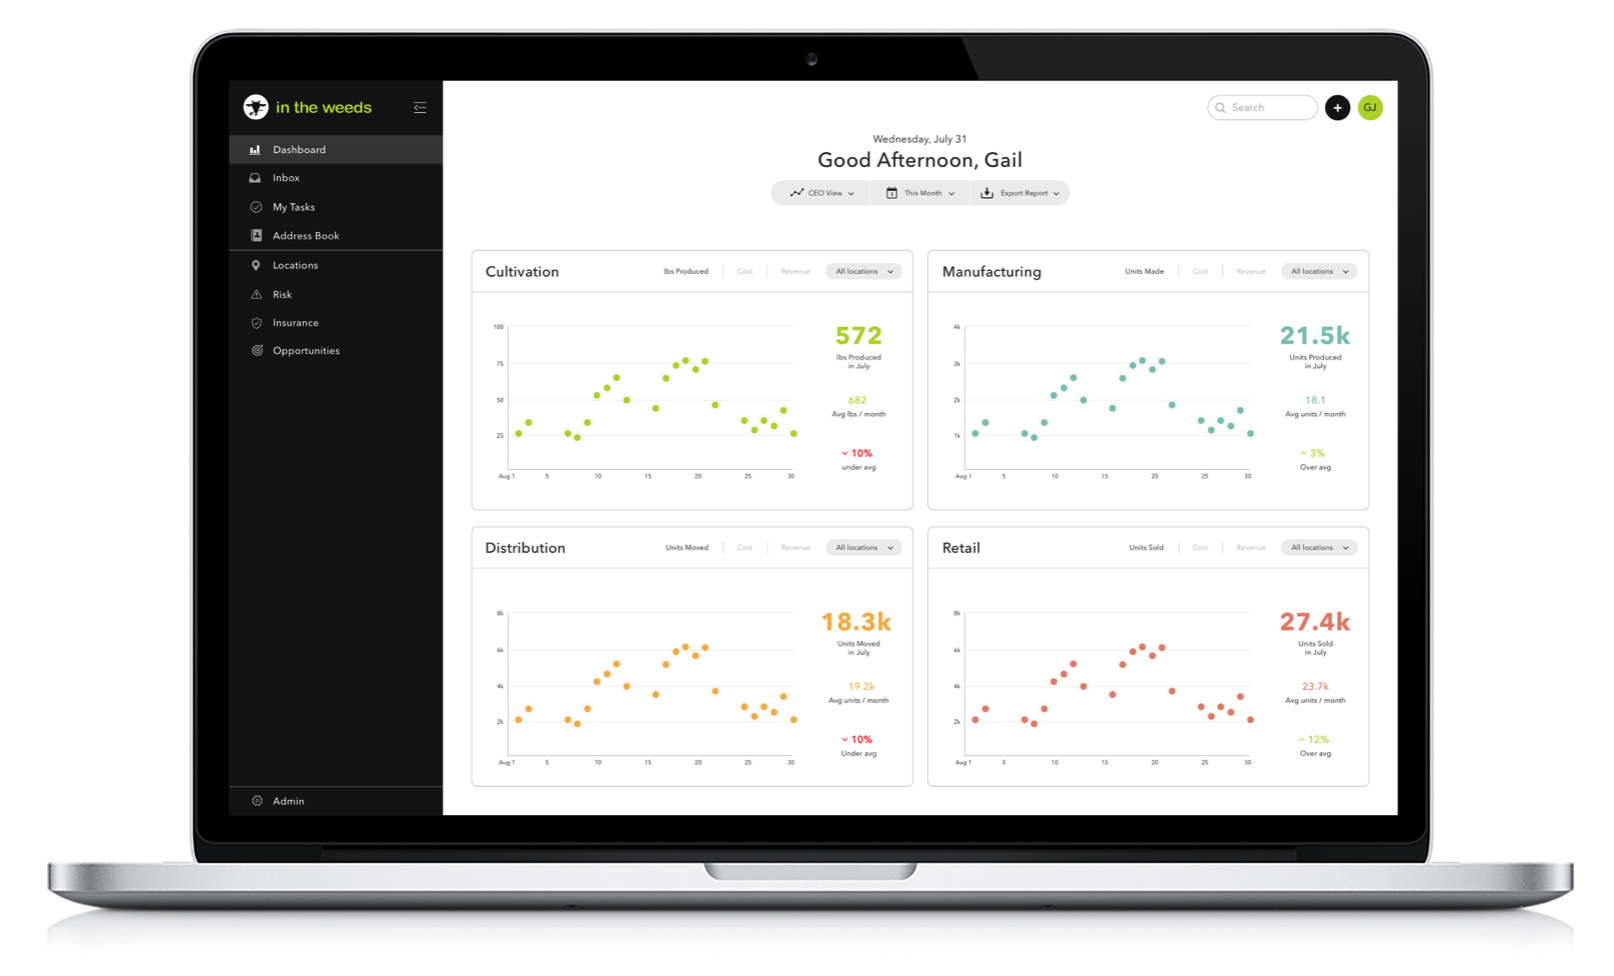 in the weeds
Dashboard
Inbox
My Tasks
Address Book
Locations
Risk
Insurance
Opportunities
Admin
Search
+
GJ
Wednesday, July 31
Good Afternoon, Gail
CEO View
This Month
Export Report
Cultivation
lbs Produced
Cost
Revenue
All locations
100
75
50
25
Aug 1 5 10 15 20 25 30
572
lbs Produced
in July
682
Avg lbs / month
10%
under avg
Manufacturing
Units Made
Cost
Revenue
All locations
4k
3k
2k
1k
Aug 1 5 10 15 20 25 30
21.5k
Units Produced
in July
18.1
Avg units / month
3%
Over avg
Distribution
Units Moved
Cost
Revenue
All locations
8k
6k
4k
2k
Aug 1 5 10 15 20 25 30
18.3k
Units Moved
in July
19.2k
Avg units / month
10%
Under avg
Retail
Units Sold
Cost
Revenue
All locations
8k
6k
4k
2k
Aug 1 5 10 15 20 25 30
27.4k
Units Sold
in July
23.7k
Avg units / month
12%
Over avg